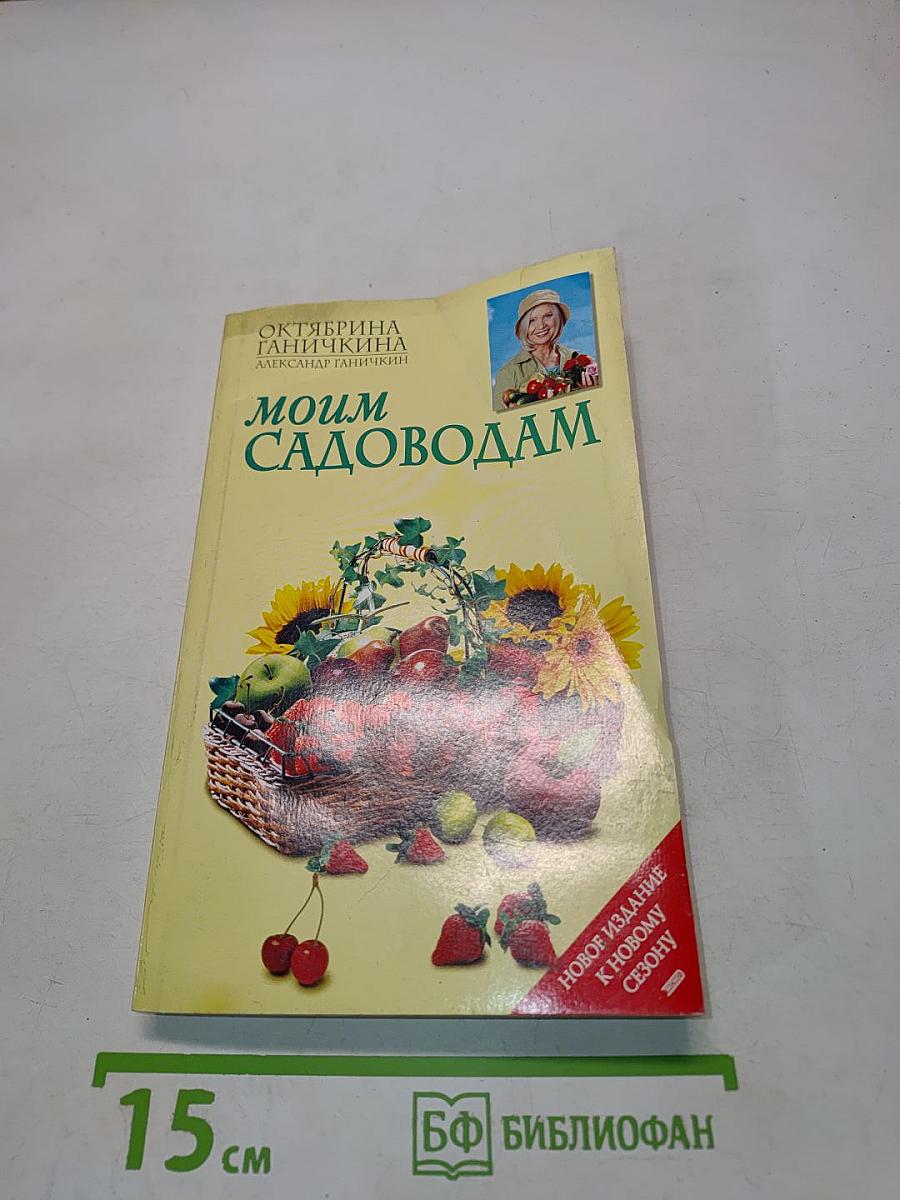 ОКТЯБРИНА
ГАНИЧКИНА
АЛЕКСАНДР ГАНИЧКИН
МОИМ
САДОВОДАМ
НОВОЕ ИЗДАНИЕ
К НОВОМУ
СЕЗОНУ
15 см
БФ БИБЛИОФАН